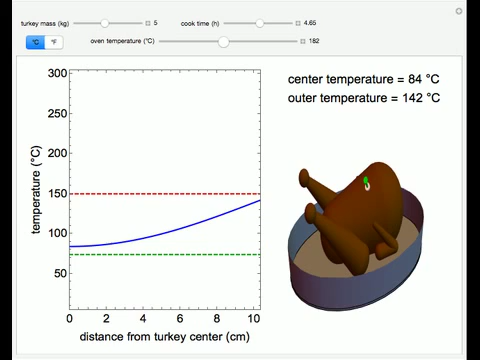 turkey mass (kg) 5 cook time (h) 4.65
°C °F oven temperature (°C) 182
center temperature = 84 °C
outer temperature = 142 °C
300
250
200
150
100
50
temperature (°C)
0 2 4 6 8 10
distance from turkey center (cm)